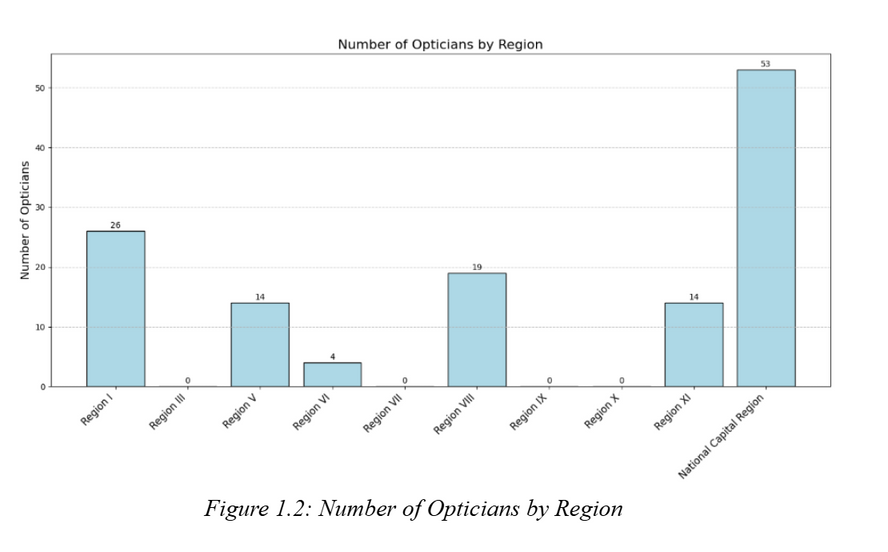 Number of Opticians by Region
Number of Opticians
50
40
30
20
10
0
26
0
14
4
0
19
0
0
14
53
Region I
Region III
Region V
Region VI
Region VII
Region VIII
Region IX
Region X
Region XI
National Capital Region
Figure 1.2: Number of Opticians by Region